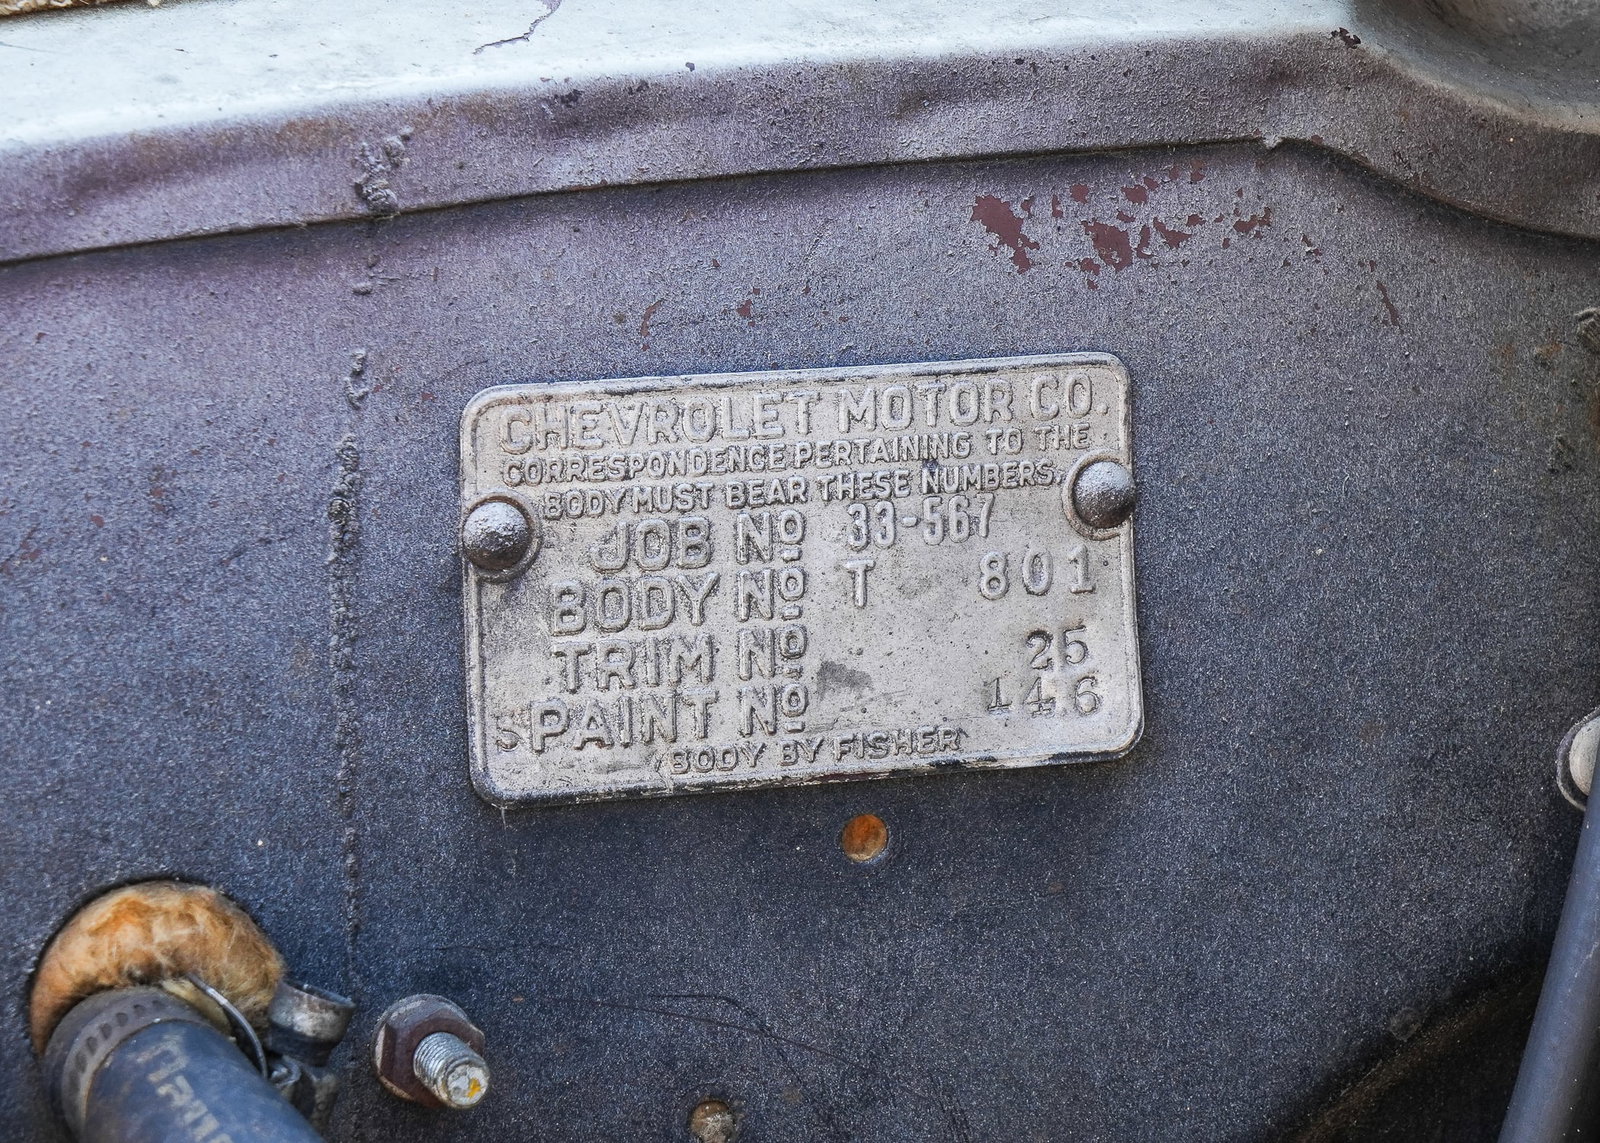 CHEVROLET MOTOR CO.
CORRESPONDENCE PERTAINING TO THE
BODY MUST BEAR THESE NUMBERS.
JOB Nº 33-567
BODY Nº T 801
TRIM Nº 25
S PAINT Nº 146
BODY BY FISHER